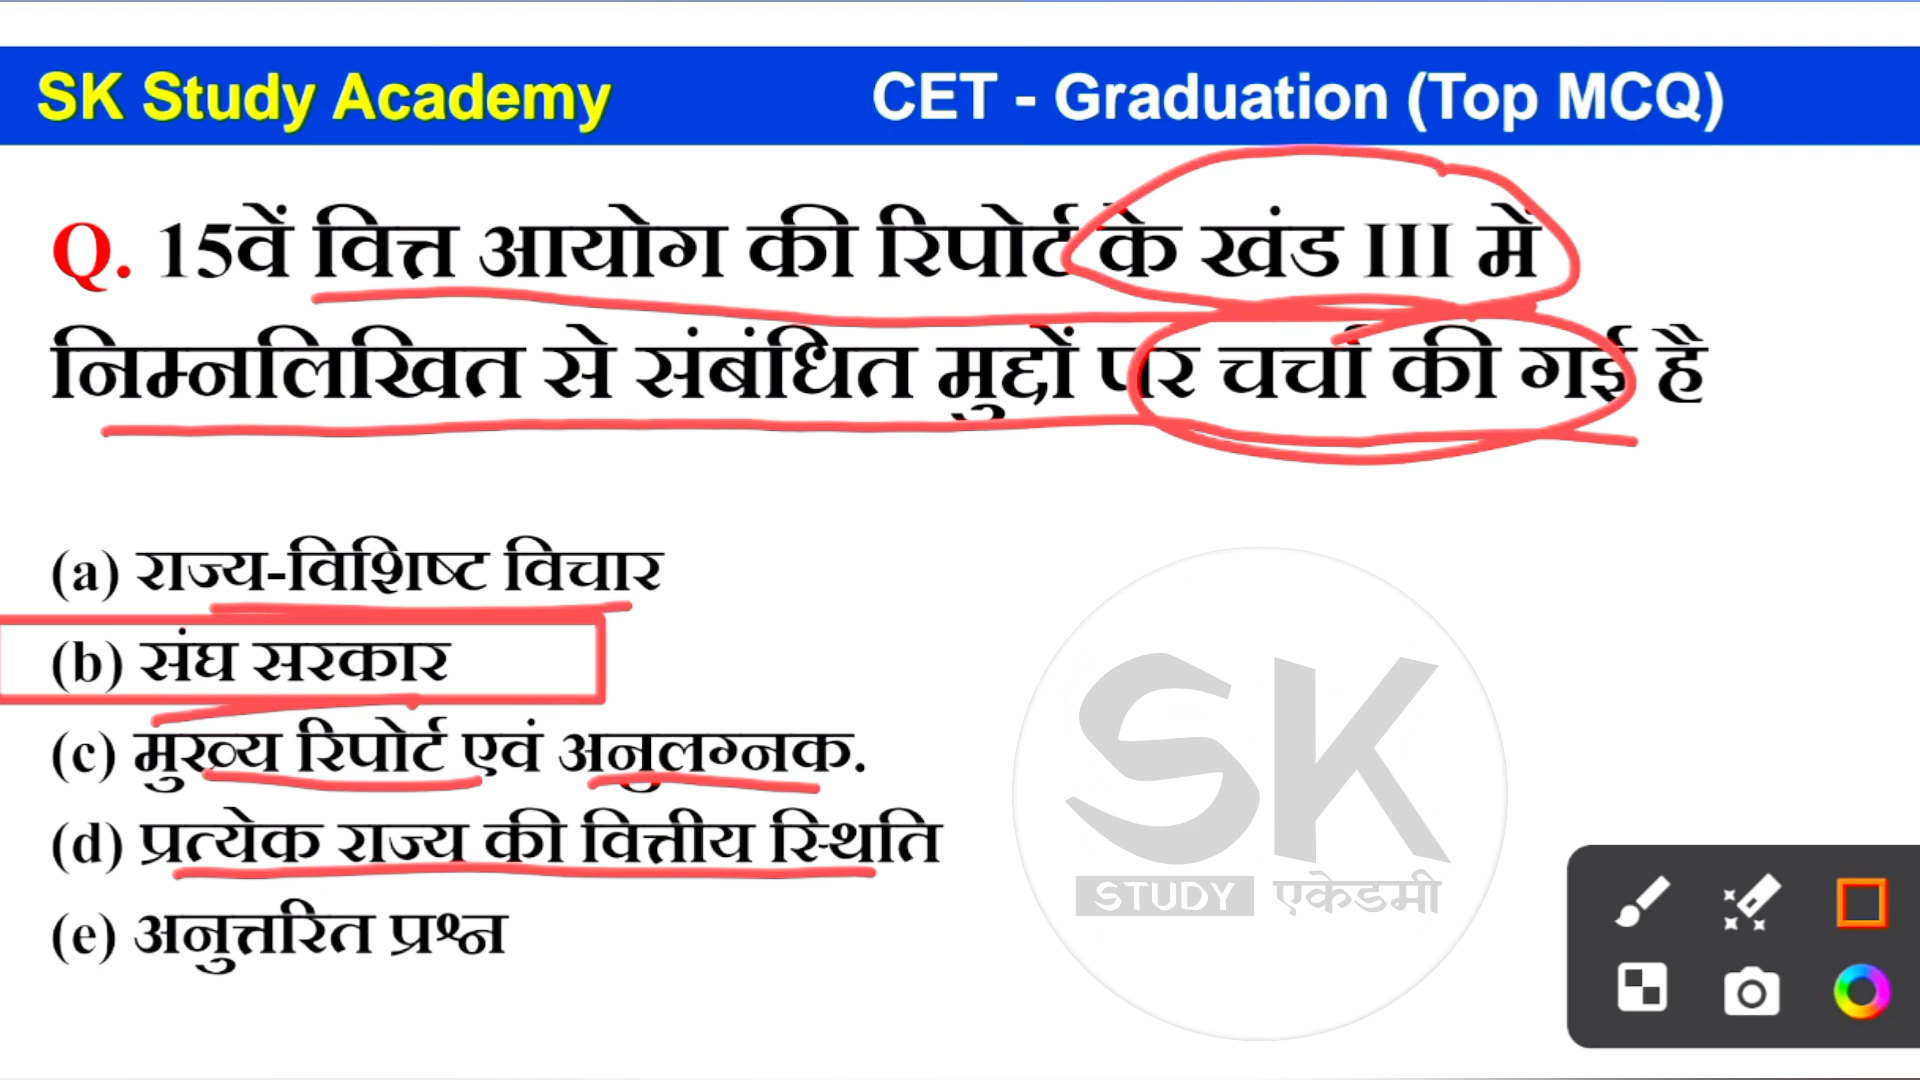 SK Study Academy
CET - Graduation (Top MCQ)
Q. 15वें वित्त आयोग की रिपोर्ट के खंड III में
निम्नलिखित से संबंधित मुद्दों पर चर्चा की गई है
(a) राज्य-विशिष्ट विचार
(b) संघ सरकार
(c) मुख्य रिपोर्ट एवं अनुलग्नक.
(d) प्रत्येक राज्य की वित्तीय स्थिति
(e) अनुत्तरित प्रश्न
SK
STUDY एकेडमी